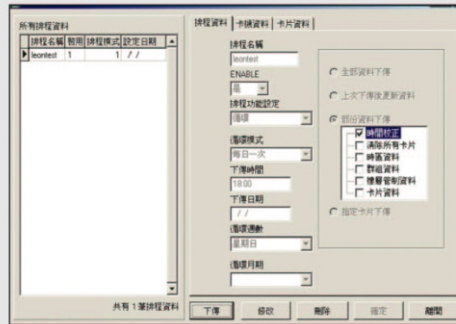 所有排程資料
排程名稱 啟用 排程模式 設定日期
leontest 1 1 / /
共有 1筆排程資料
排程資料 卡機資料 卡片資料
排程名稱
leontest
ENABLE
是
排程功能設定
循環
循環模式
每日一次
下傳時間
18:00
下傳日期
/ /
循環週數
星期日
循環月期
全部資料下傳
上次下傳後更新資料
部份資料下傳
時間校正
清除所有卡片
時區資料
群組資料
樓層管制資料
卡片資料
指定卡片下傳
下傳 修改 刪除 確定 離開